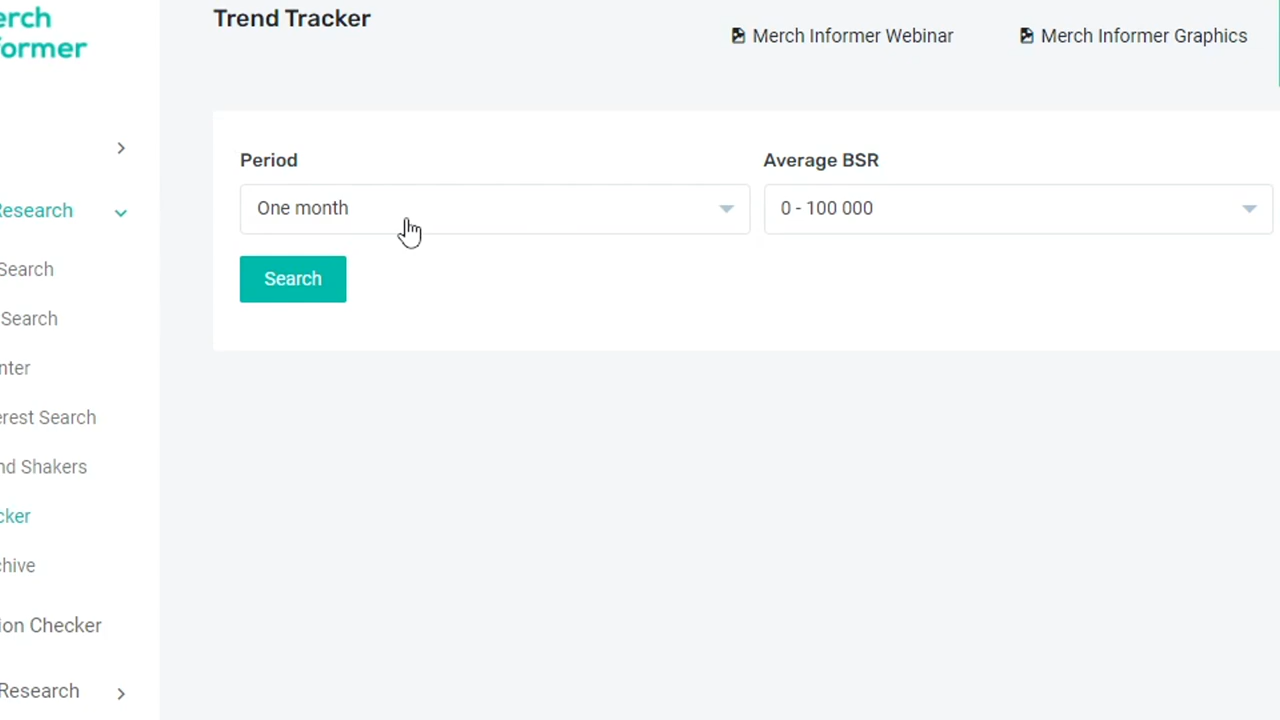 erch
former
Trend Tracker
Merch Informer Webinar
Merch Informer Graphics
Period
Average BSR
One month
0 - 100 000
Search
Research
Search
Search
nter
erest Search
nd Shakers
cker
chive
ion Checker
Research